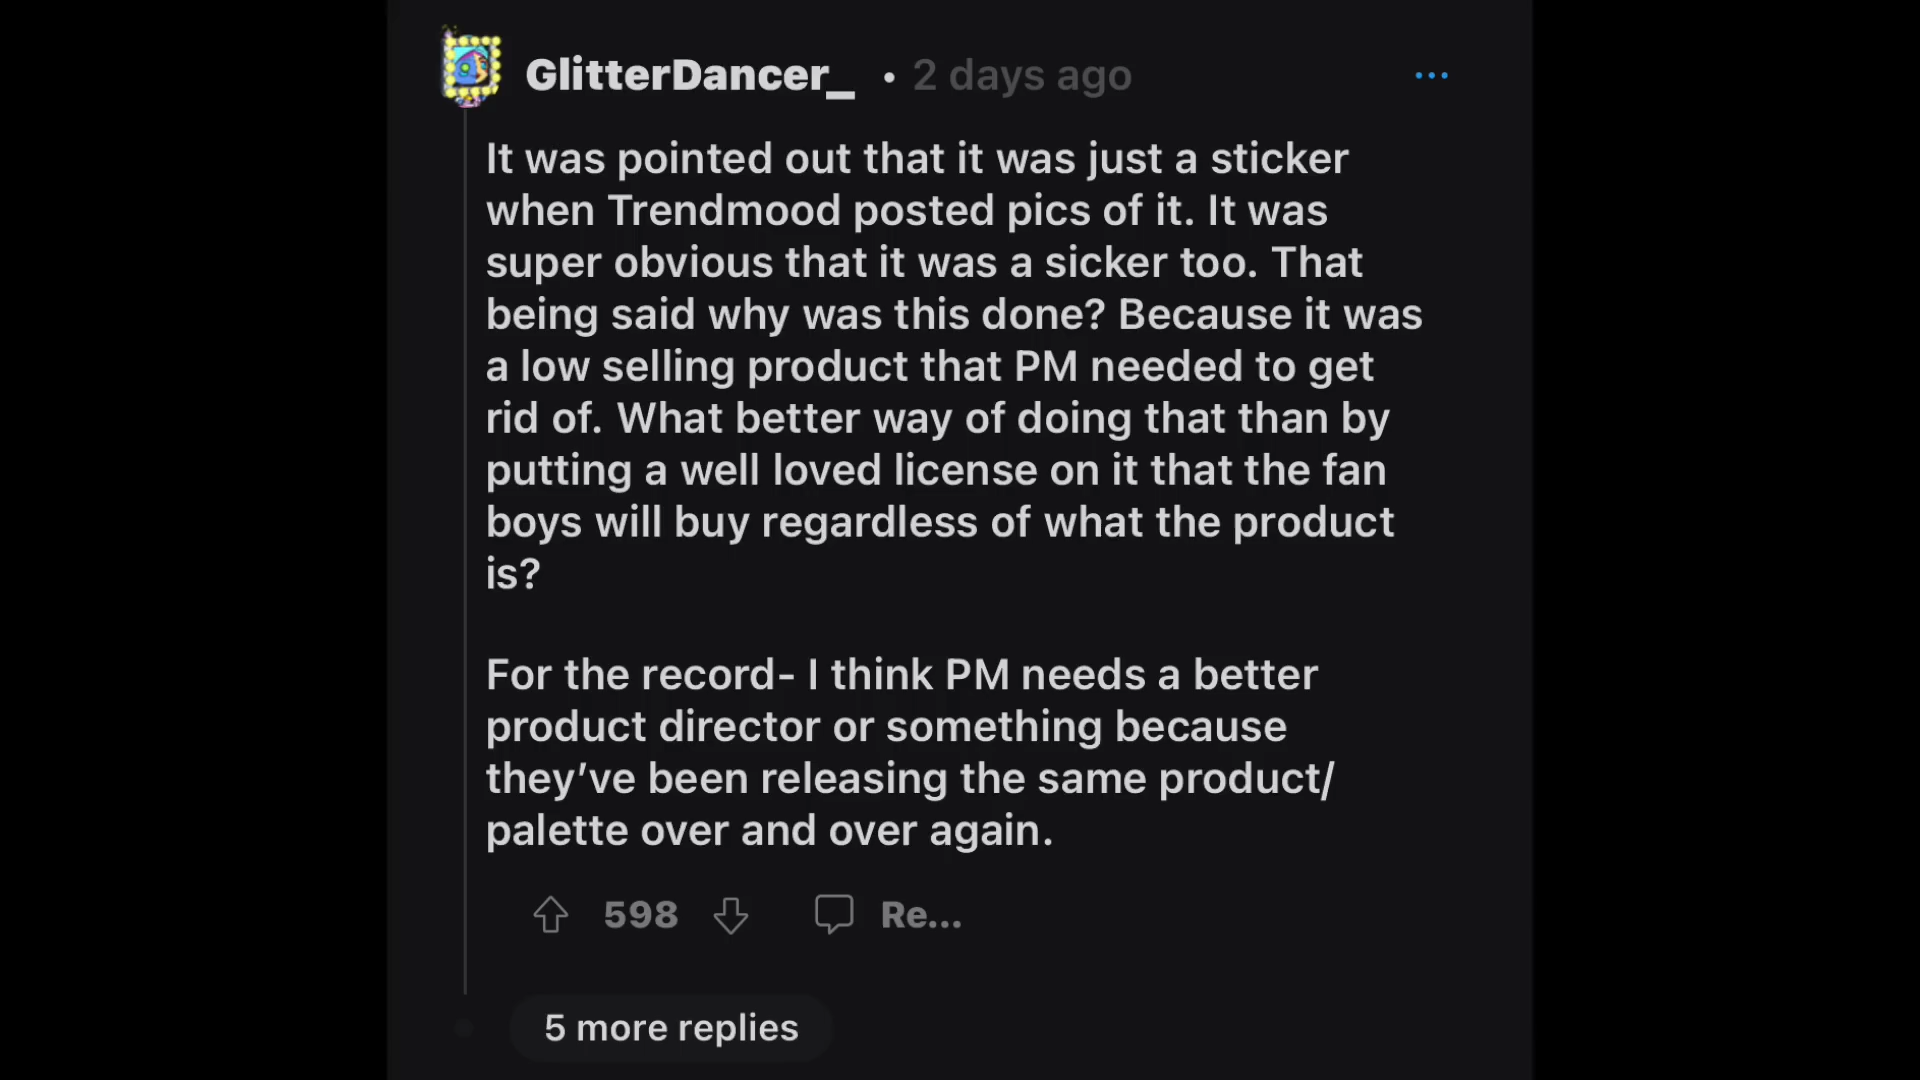 GlitterDancer_ • 2 days ago
...
It was pointed out that it was just a sticker
when Trendmood posted pics of it. It was
super obvious that it was a sicker too. That
being said why was this done? Because it was
a low selling product that PM needed to get
rid of. What better way of doing that than by
putting a well loved license on it that the fan
boys will buy regardless of what the product
is?
For the record- I think PM needs a better
product director or something because
they’ve been releasing the same product/
palette over and over again.
598 Re...
5 more replies